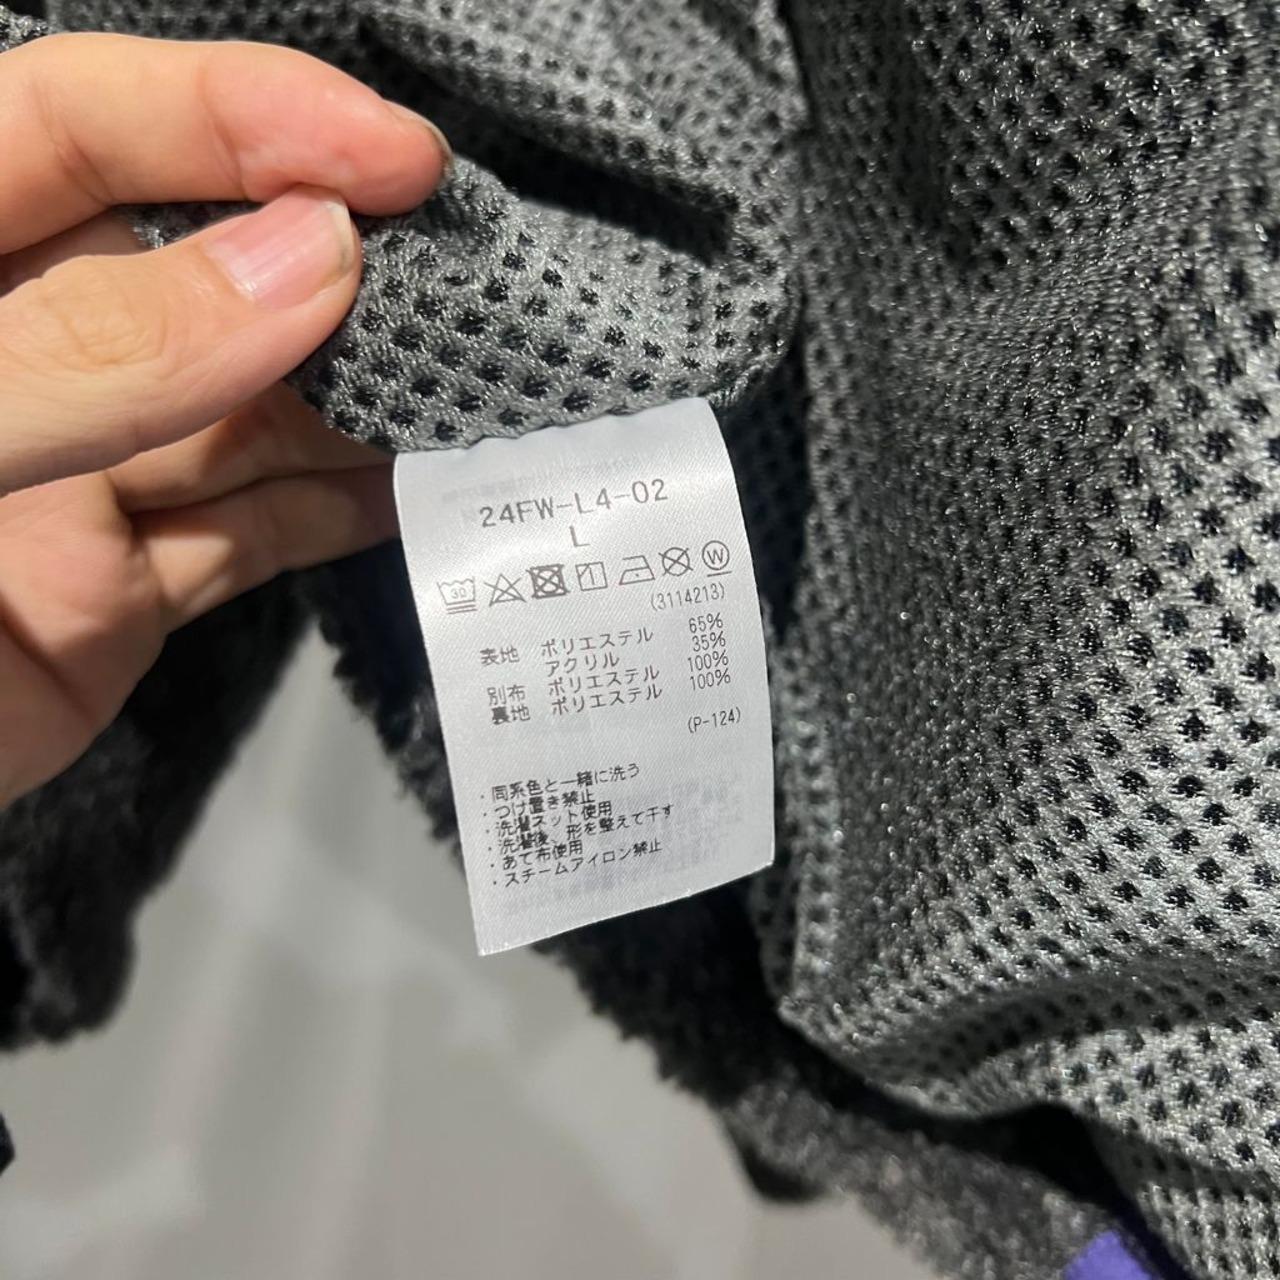 24FW-L4-02
L
30 W
(3114213)
表地 ポリエステル 65%
アクリル 35%
別布 ポリエステル 100%
裏地 ポリエステル 100%
(P-124)
・同系色と一緒に洗う
・つけ置き禁止
・洗濯ネット使用
・洗濯後、形を整えて干す
・あて布使用
・スチームアイロン禁止